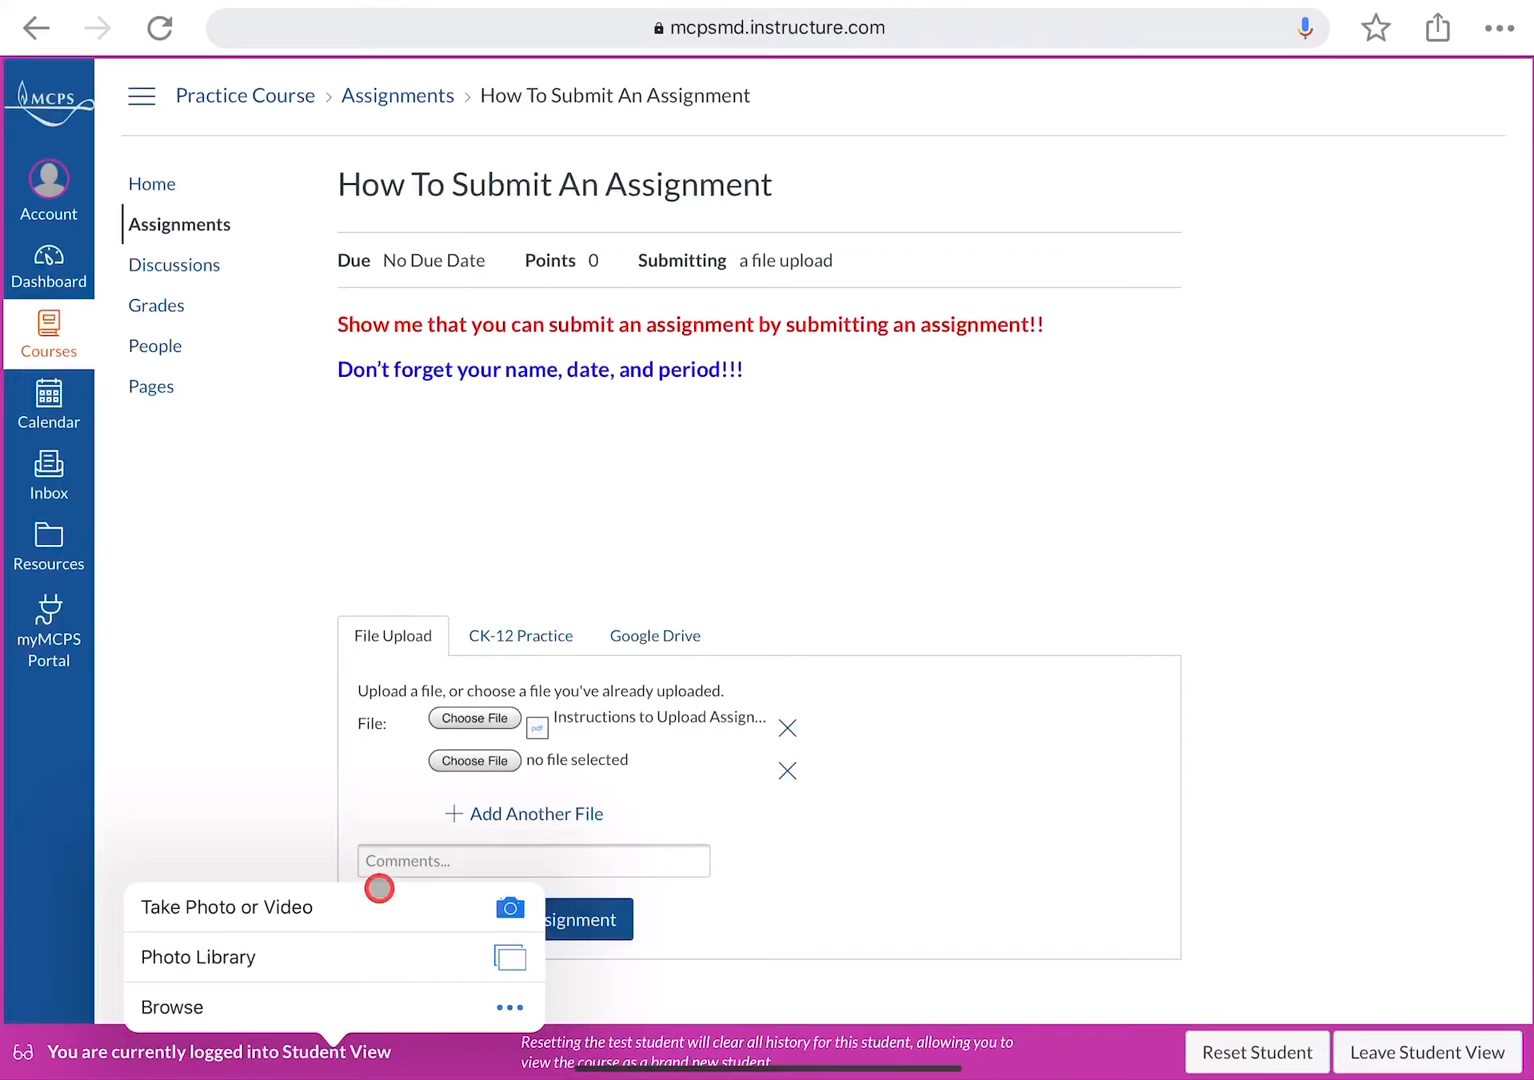 mcpsmd.instructure.com
MCPS
Practice Course › Assignments › How To Submit An Assignment
Account
Dashboard
Courses
Calendar
Inbox
Resources
myMCPS
Portal
Home
Assignments
Discussions
Grades
People
Pages
How To Submit An Assignment
Due No Due Date Points 0 Submitting a file upload
Show me that you can submit an assignment by submitting an assignment!!
Don't forget your name, date, and period!!!
File Upload CK-12 Practice Google Drive
Upload a file, or choose a file you've already uploaded.
File: Choose File pdf Instructions to Upload Assign...
Choose File no file selected
+ Add Another File
Comments...
signment
Take Photo or Video
Photo Library
Browse
You are currently logged into Student View
Resetting the test student will clear all history for this student, allowing you to
view the course as a brand new student.
Reset Student Leave Student View